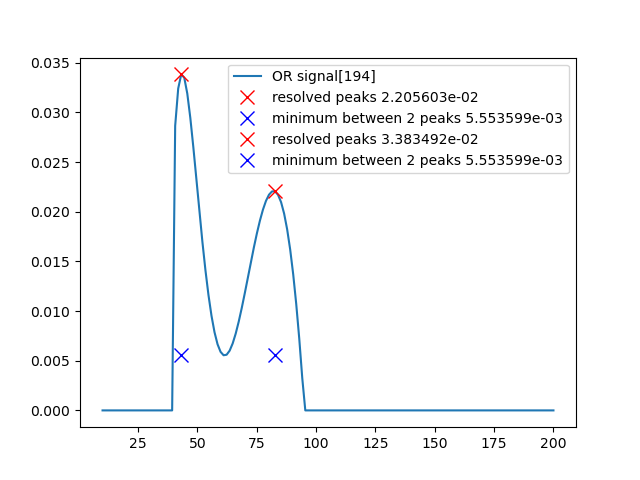 OR signal[194]
resolved peaks 2.205603e-02
minimum between 2 peaks 5.553599e-03
resolved peaks 3.383492e-02
minimum between 2 peaks 5.553599e-03
0.035
0.030
0.025
0.020
0.015
0.010
0.005
0.000
25 50 75 100 125 150 175 200